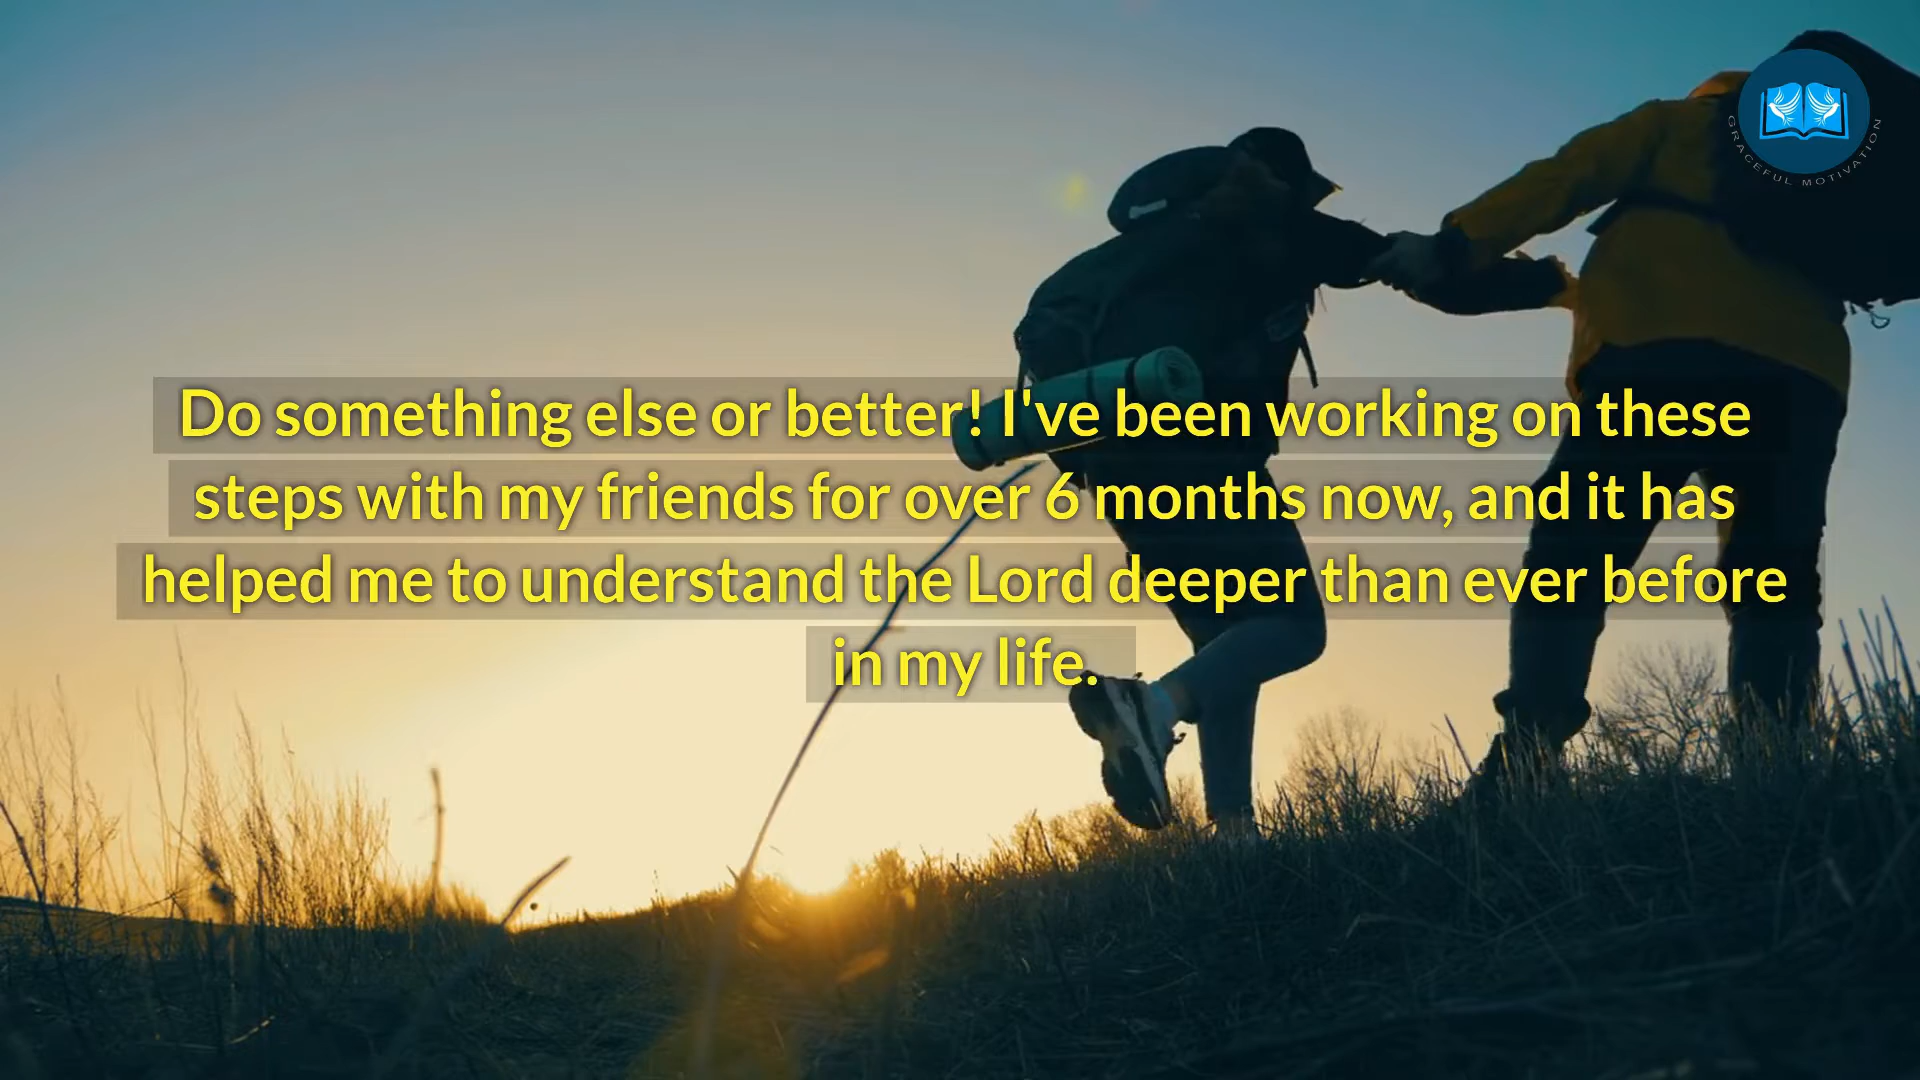 GRACEFUL MOTIVATION
Do something else or better! I've been working on these
steps with my friends for over 6 months now, and it has
helped me to understand the Lord deeper than ever before
in my life.